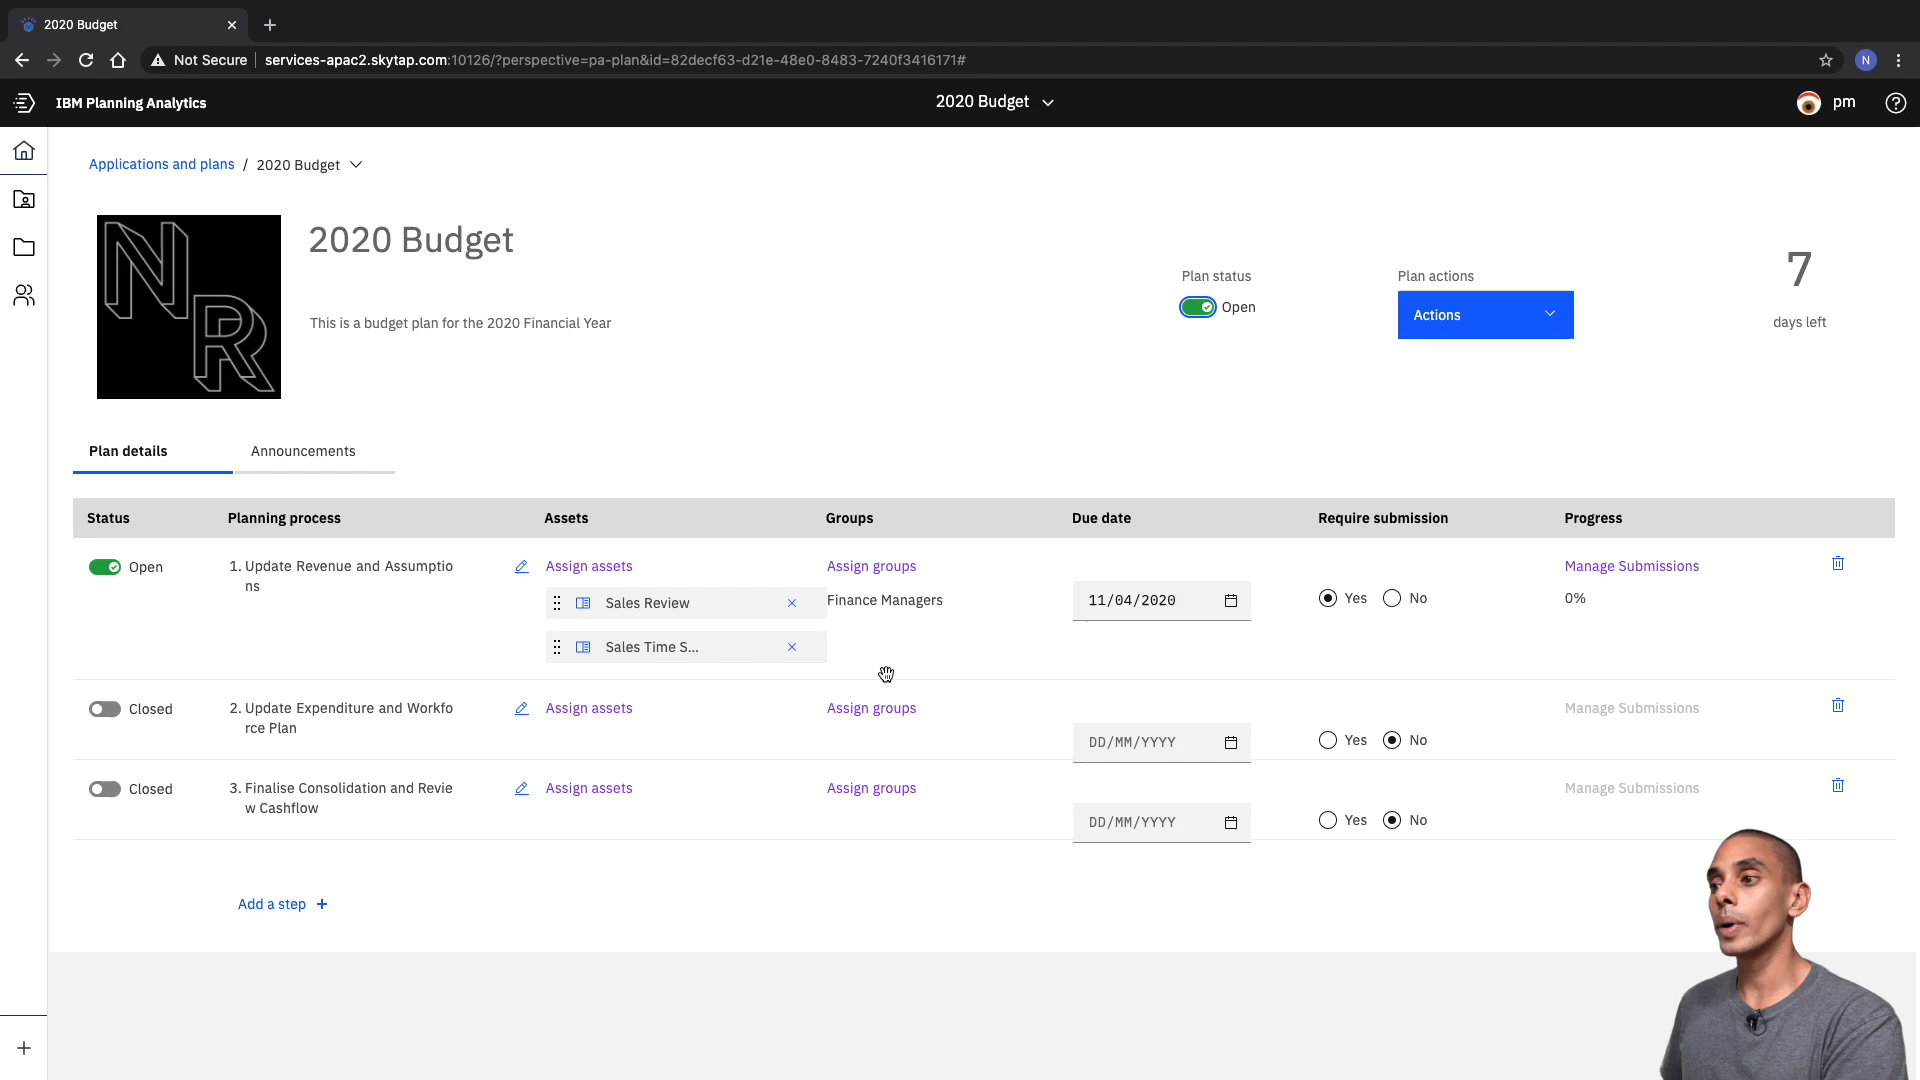 2020 Budget
Not Secure services-apac2.skytap.com:10126/?perspective=pa-plan&id=82decf63-d21e-48e0-8483-7240f3416171#
N
IBM Planning Analytics
2020 Budget
pm
Applications and plans / 2020 Budget
NR
2020 Budget
This is a budget plan for the 2020 Financial Year
Plan status
Open
Plan actions
Actions
7
days left
Plan details
Announcements
Status Planning process Assets Groups Due date Require submission Progress
Open 1. Update Revenue and Assumptio Assign assets Assign groups Manage Submissions
ns
Sales Review Finance Managers 11/04/2020 Yes No 0%
Sales Time S...
Closed 2. Update Expenditure and Workfo Assign assets Assign groups Manage Submissions
rce Plan
DD/MM/YYYY Yes No
Closed 3. Finalise Consolidation and Revie Assign assets Assign groups Manage Submissions
w Cashflow
DD/MM/YYYY Yes No
Add a step +